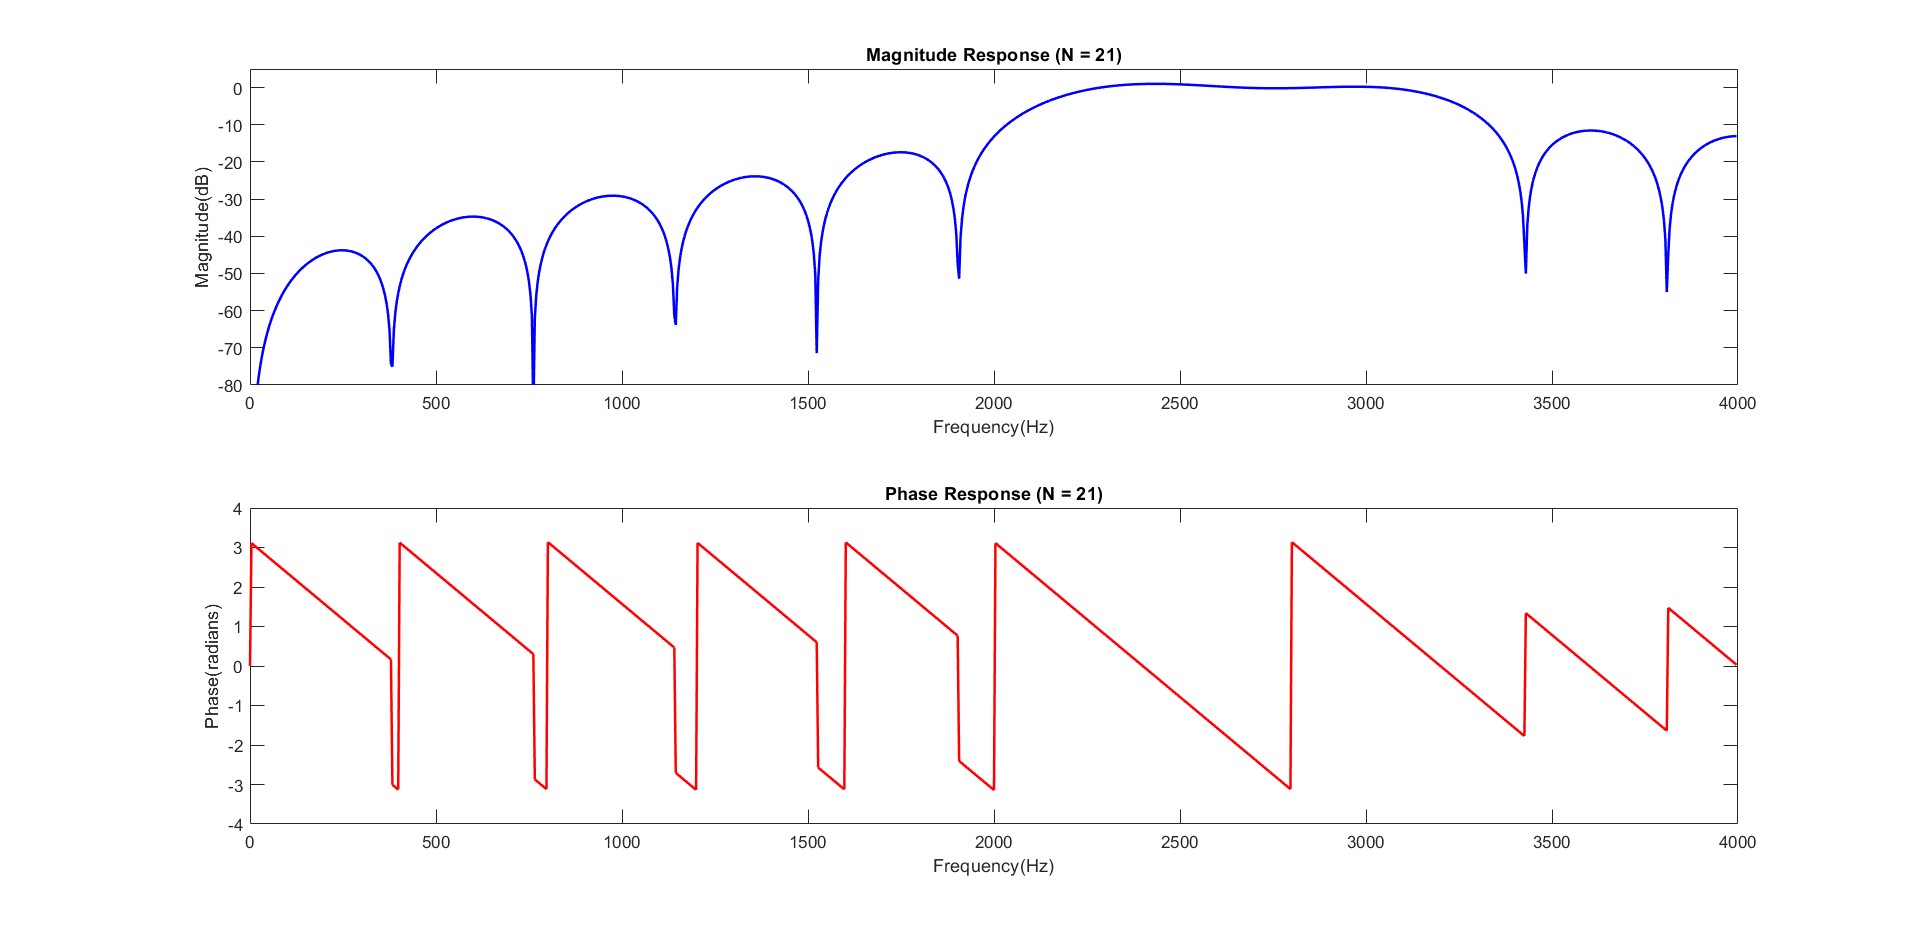 Magnitude Response (N = 21)
Magnitude(dB)
0
-10
-20
-30
-40
-50
-60
-70
-80
0 500 1000 1500 2000 2500 3000 3500 4000
Frequency(Hz)
Phase Response (N = 21)
Phase(radians)
4
3
2
1
0
-1
-2
-3
-4
0 500 1000 1500 2000 2500 3000 3500 4000
Frequency(Hz)